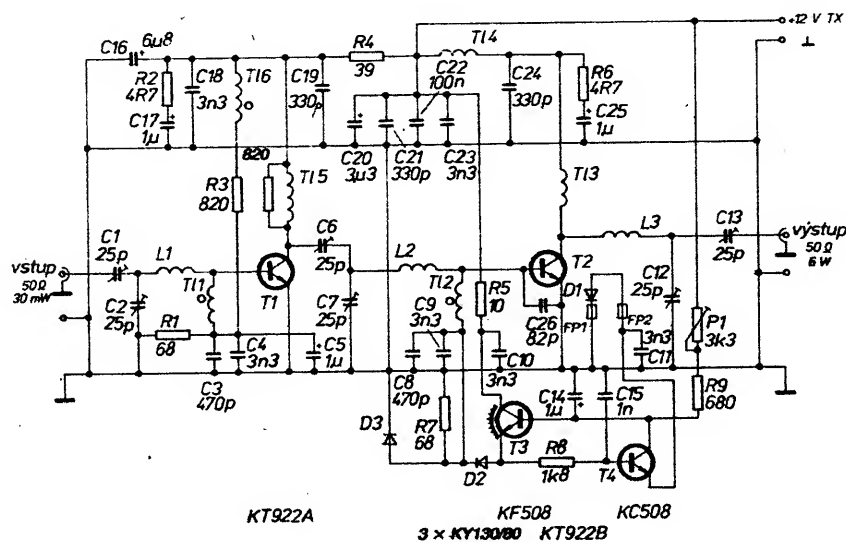 +12 V TX
⊥
C16
6µ8
R2
4R7
C17
1µ
C18
3n3
Tl6
C19
330p
R4
39
Tl4
C22
100n
C24
330p
R6
4R7
C25
1µ
C20
3µ3
C21
330p
C23
3n3
R3
820
820
Tl5
Tl3
C1
25p
vstup
50Ω
30mW
C2
25p
L1
Tl1
T1
C6
25p
L2
C7
25p
Tl2
C9
3n3
R5
10
T2
L3
C13
25p
výstup
50Ω
6W
C12
25p
D1
FP1
FP2
C26
82p
3n3
C11
P1
3k3
R1
68
C3
470p
C4
3n3
C5
1µ
C8
470p
C10
3n3
R7
68
D3
D2
T3
C14
1µ
C15
1n
R8
1k8
T4
R9
680
KT922A
KF508
KC508
3 × KY130/80 KT922B